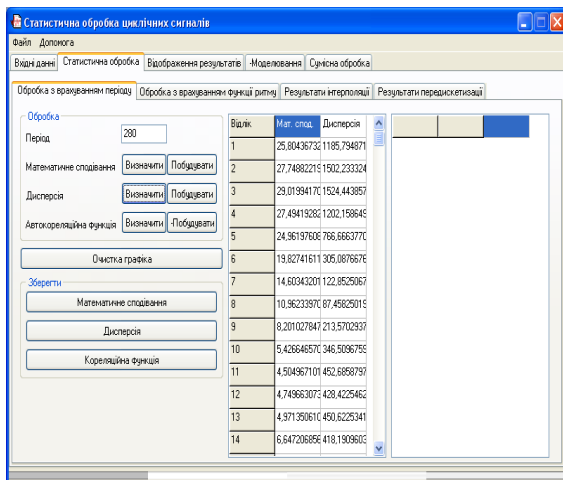 Статистична обробка циклічних сигналів
Файл Допомога
Вхідні данні Статистична обробка Відображення результатів -Моделювання Сумісна обробка
Обробка з врахуванням періоду Обробка з врахуванням функції ритму Результати інтерполяції Результати передискетизації
Обробка
Період 280
Математичне сподівання Визначити Побудувати
Дисперсія Визначити Побудувати
Автокореляційна функція Визначити -Побудувати
Очистка графіка
Зберегти
Математичне сподівання
Дисперсія
Кореляційна функція
Відлік Мат. спод. Дисперсія
1 25,80436732 1185,794871
2 27,74882219 1502,233324
3 29,01994170 1524,443857
4 27,49419282 1202,158649
5 24,96197606 766,6663770
6 19,82741611 305,0876676
7 14,60343201 122,8525067
8 10,96233970 87,45825019
9 8,201027847 213,5702937
10 5,426646570 346,5096759
11 4,504967101 452,6858797
12 4,749663073 428,4225462
13 4,971350610 450,6225341
14 6,647206856 418,1909603